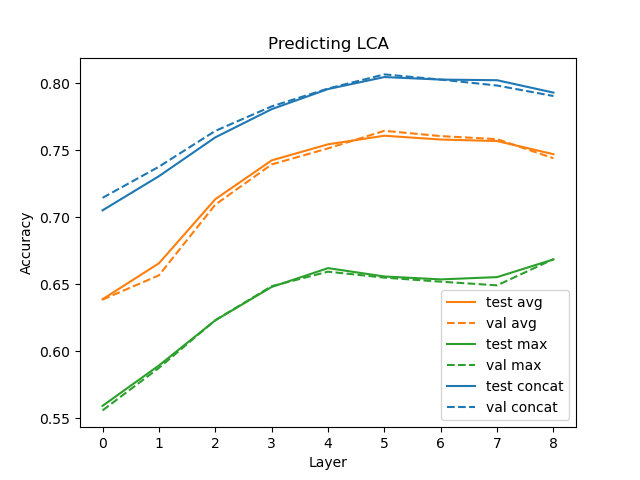 Predicting LCA
Accuracy
0.80
0.75
0.70
0.65
0.60
0.55
test avg
val avg
test max
val max
test concat
val concat
0 1 2 3 4 5 6 7 8
Layer